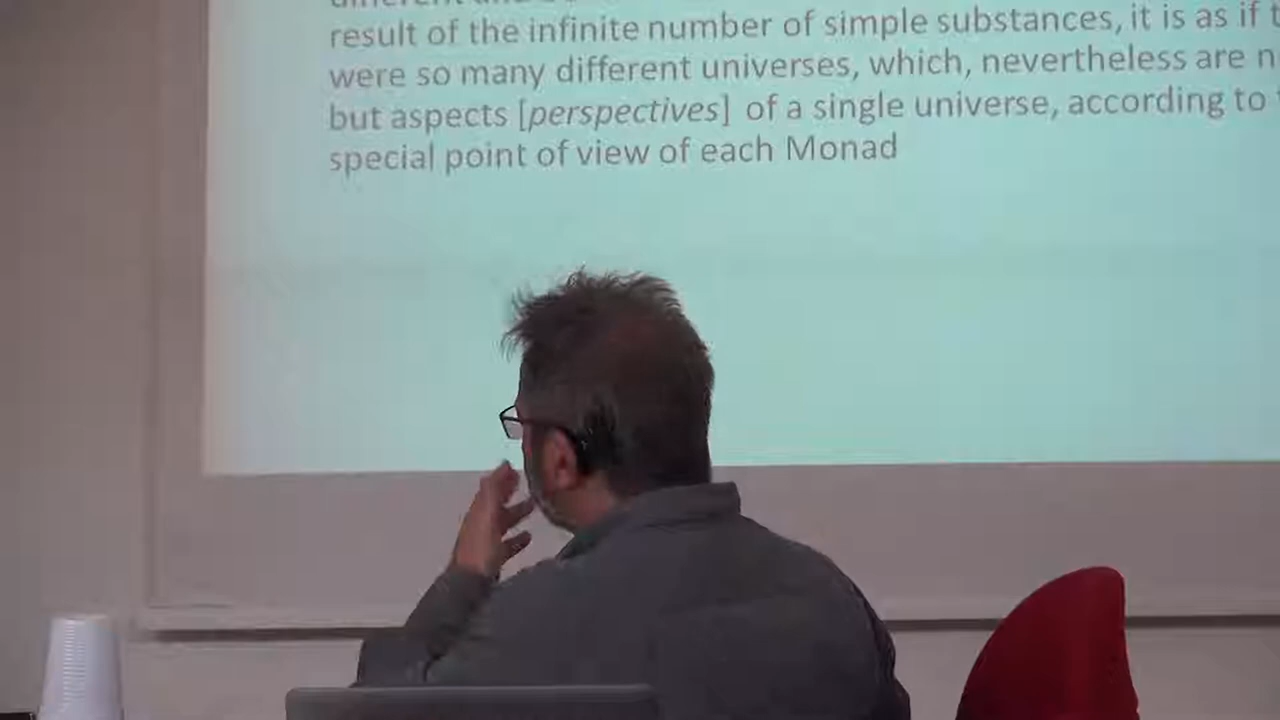 result of the infinite number of simple substances, it is as if
were so many different universes, which, nevertheless are
but aspects [perspectives] of a single universe, according to
special point of view of each Monad